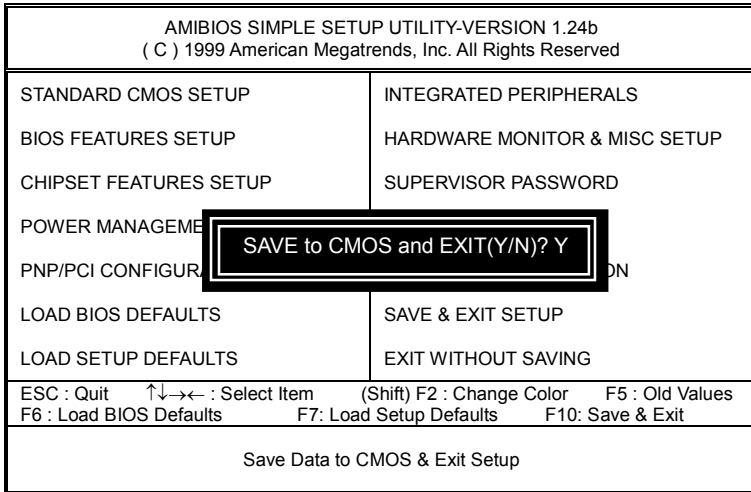 AMIBIOS SIMPLE SETUP UTILITY-VERSION 1.24b
( C ) 1999 American Megatrends, Inc. All Rights Reserved
STANDARD CMOS SETUP
INTEGRATED PERIPHERALS
BIOS FEATURES SETUP
HARDWARE MONITOR & MISC SETUP
CHIPSET FEATURES SETUP
SUPERVISOR PASSWORD
POWER
SAVE to CMOS and EXIT(Y/N)? Y
PNP/PCI
LOAD BIOS DEFAULTS
SAVE & EXIT SETUP
LOAD SETUP DEFAULTS
EXIT WITHOUT SAVING
ESC : Quit ↑↓→← : Select Item (Shift) F2 : Change Color F5 : Old Values
F6 : Load BIOS Defaults F7: Load Setup Defaults F10: Save & Exit
Save Data to CMOS & Exit Setup